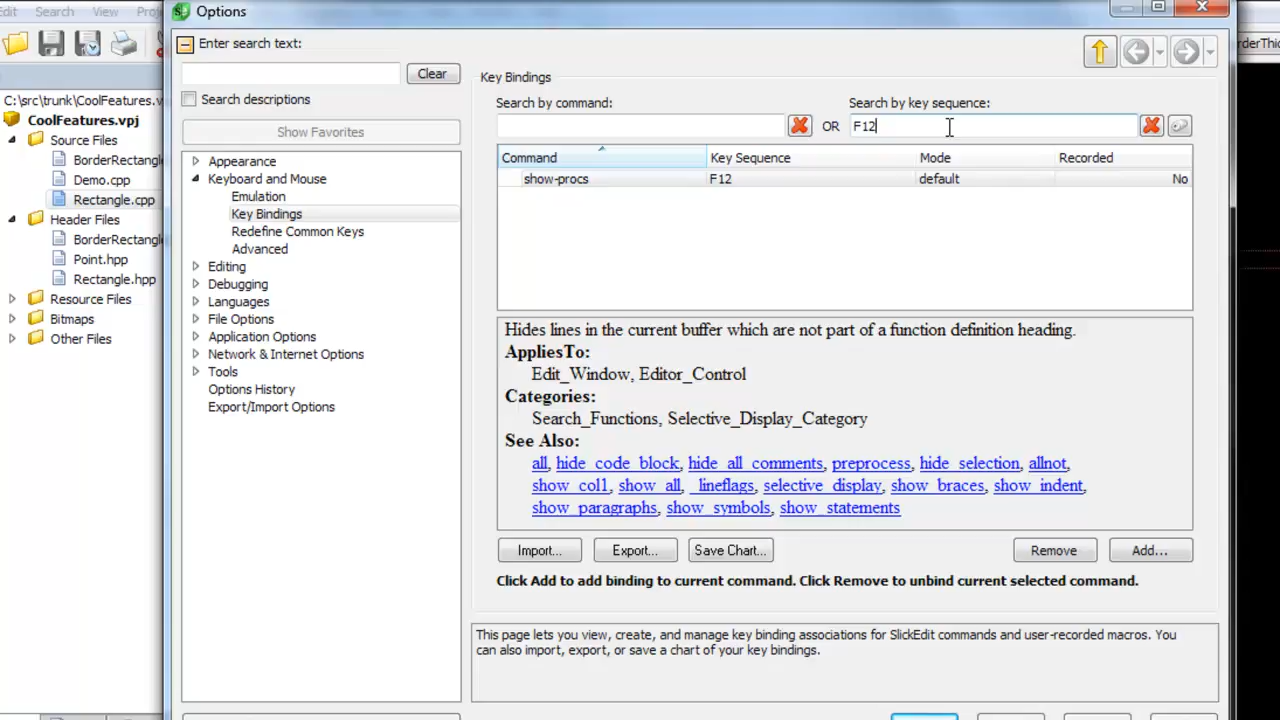 Edit Search View Proj
Options
Enter search text:
Clear
Search descriptions
Show Favorites
Appearance
Keyboard and Mouse
Emulation
Key Bindings
Redefine Common Keys
Advanced
Editing
Debugging
Languages
File Options
Application Options
Network & Internet Options
Tools
Options History
Export/Import Options
C:\src\trunk\CoolFeatures.v
CoolFeatures.vpj
Source Files
BorderRectangl
Demo.cpp
Rectangle.cpp
Header Files
BorderRectangl
Point.hpp
Rectangle.hpp
Resource Files
Bitmaps
Other Files
Key Bindings
Search by command:
Search by key sequence:
OR
F12
Command Key Sequence Mode Recorded
show-procs F12 default No
Hides lines in the current buffer which are not part of a function definition heading.
AppliesTo:
Edit_Window, Editor_Control
Categories:
Search_Functions, Selective_Display_Category
See Also:
all, hide_code_block, hide_all_comments, preprocess, hide_selection, allnot,
show_col1, show_all, _lineflags, selective_display, show_braces, show_indent,
show_paragraphs, show_symbols, show_statements
Import... Export... Save Chart... Remove Add...
Click Add to add binding to current command. Click Remove to unbind current selected command.
This page lets you view, create, and manage key binding associations for SlickEdit commands and user-recorded macros. You
can also import, export, or save a chart of your key bindings.
rderThic